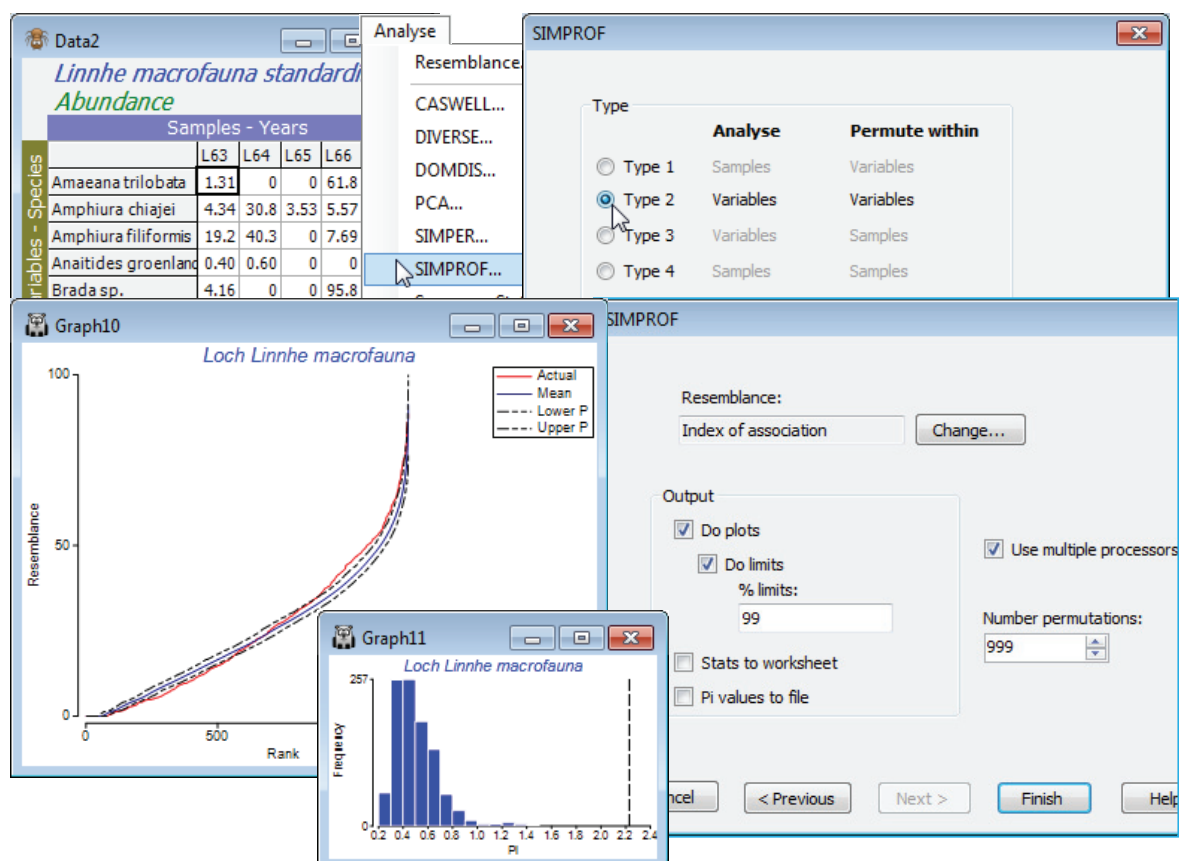 Data2
Linnhe macrofauna standardi
Abundance
Samples - Years
Variables - Species
L63 L64 L65 L66
Amaeana trilobata 1.31 0 0 61.8
Amphiura chiajei 4.34 30.8 3.53 5.57
Amphiura filiformis 19.2 40.3 0 7.69
Anaitides groenland 0.40 0.60 0 0
Brada sp. 4.16 0 0 95.8
Analyse
Resemblance.
CASWELL...
DIVERSE...
DOMDIS...
PCA...
SIMPER...
SIMPROF...
SIMPROF
Type
Analyse Permute within
Type 1 Samples Variables
Type 2 Variables Variables
Type 3 Variables Samples
Type 4 Samples Samples
Graph10
Loch Linnhe macrofauna
Actual
Mean
Lower P
Upper P
100
50
0
Resemblance
0 500
Rank
Graph11
Loch Linnhe macrofauna
257
0
Frequency
0.2 0.4 0.6 0.8 1.0 1.2 1.4 1.6 1.8 2.0 2.2 2.4
PI
SIMPROF
Resemblance:
Index of association Change...
Output
Do plots
Do limits
% limits:
99
Stats to worksheet
Pi values to file
Use multiple processors
Number permutations:
999
ncel < Previous Next > Finish Help